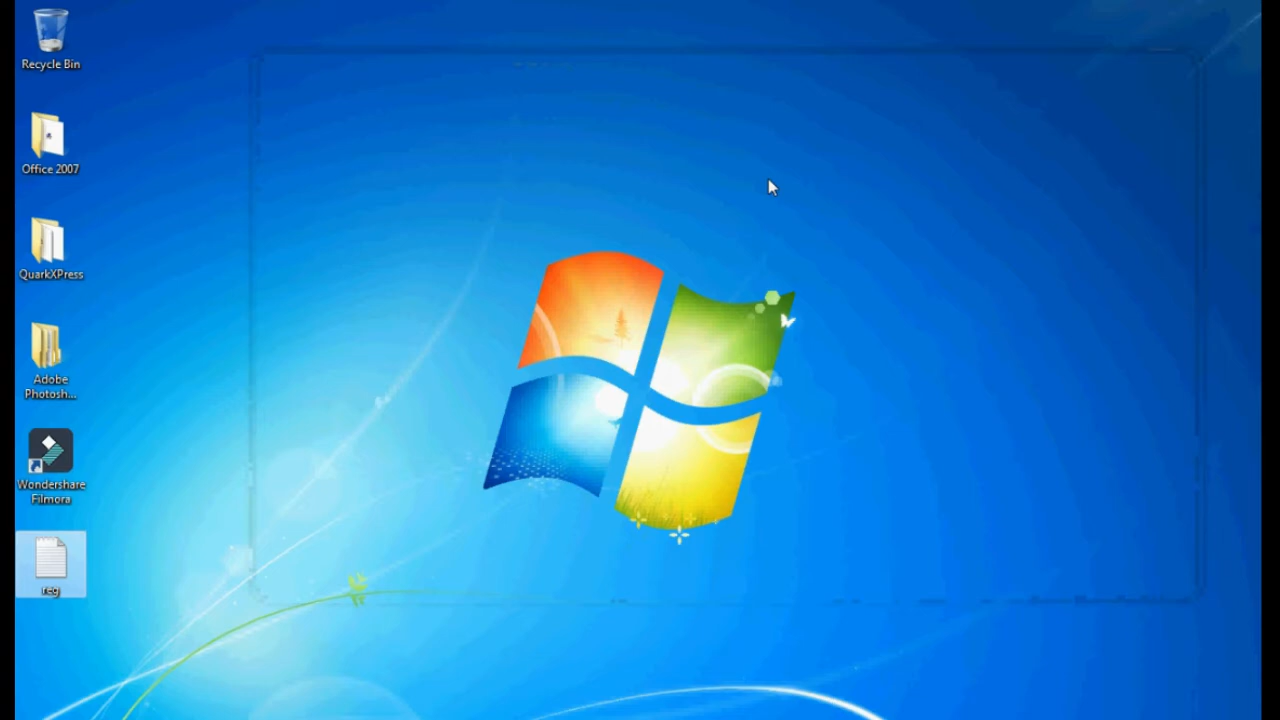 Recycle Bin
Office 2007
QuarkXPress
Adobe
Photosh...
Wondershare
Filmora
reg